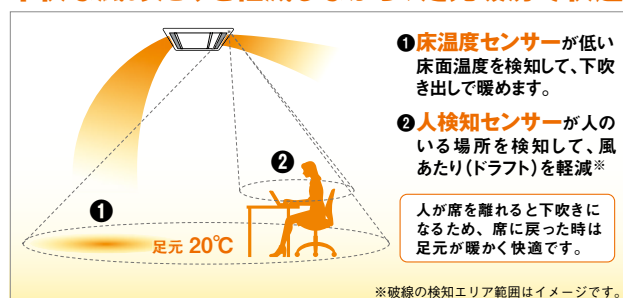 ❶床温度センサーが低い
床面温度を検知して、下吹
き出しで暖めます。
❷人検知センサーが人の
いる場所を検知して、風
あたり（ドラフト）を軽減※
人が席を離れると下吹きに
なるため、席に戻った時は
足元が暖かく快適です。
❷
❶
足元 20℃
※破線の検知エリア範囲はイメージです。